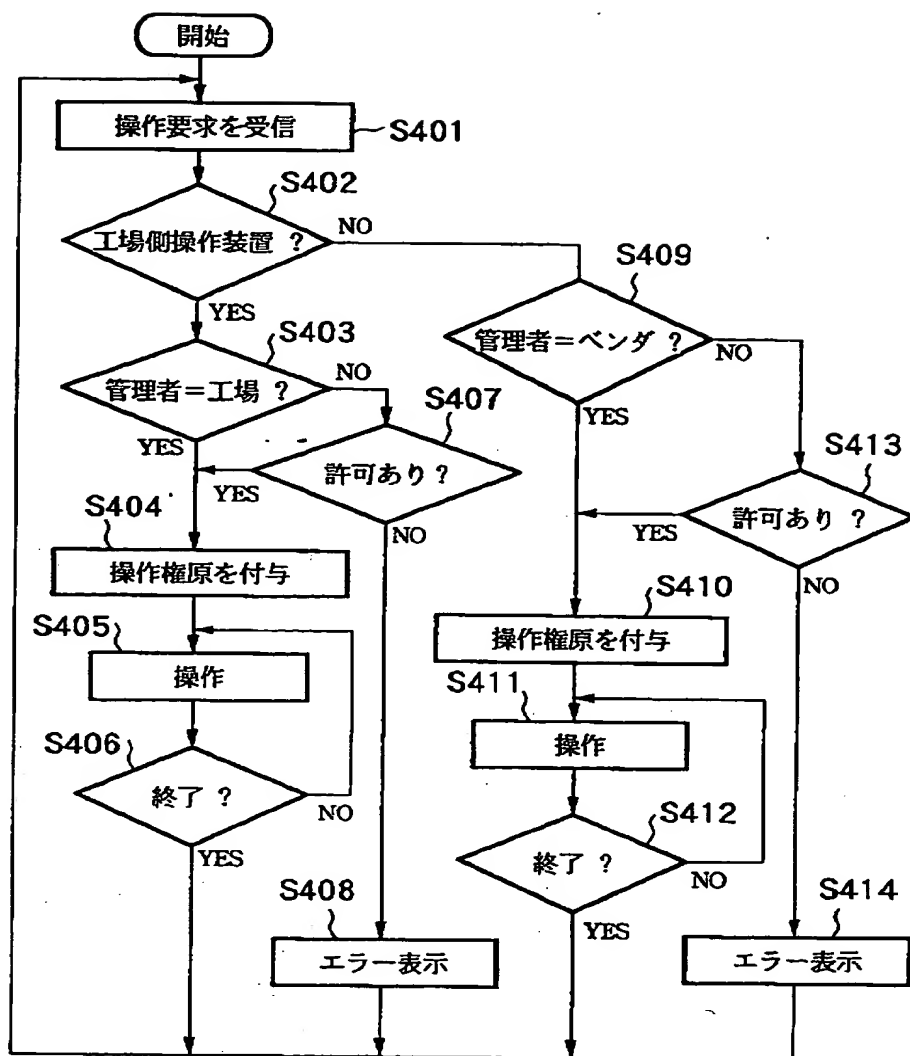 開始
操作要求を受信
S401
S402
工場側操作装置 ?
NO
YES
S403
管理者=工場 ?
NO
YES
S407
許可あり ?
YES
NO
S404
操作権原を付与
S405
操作
S406
終了 ?
NO
YES
S408
エラー表示
S409
管理者=ベンダ ?
NO
YES
S413
許可あり ?
YES
NO
S410
操作権原を付与
S411
操作
S412
終了 ?
NO
YES
S414
エラー表示